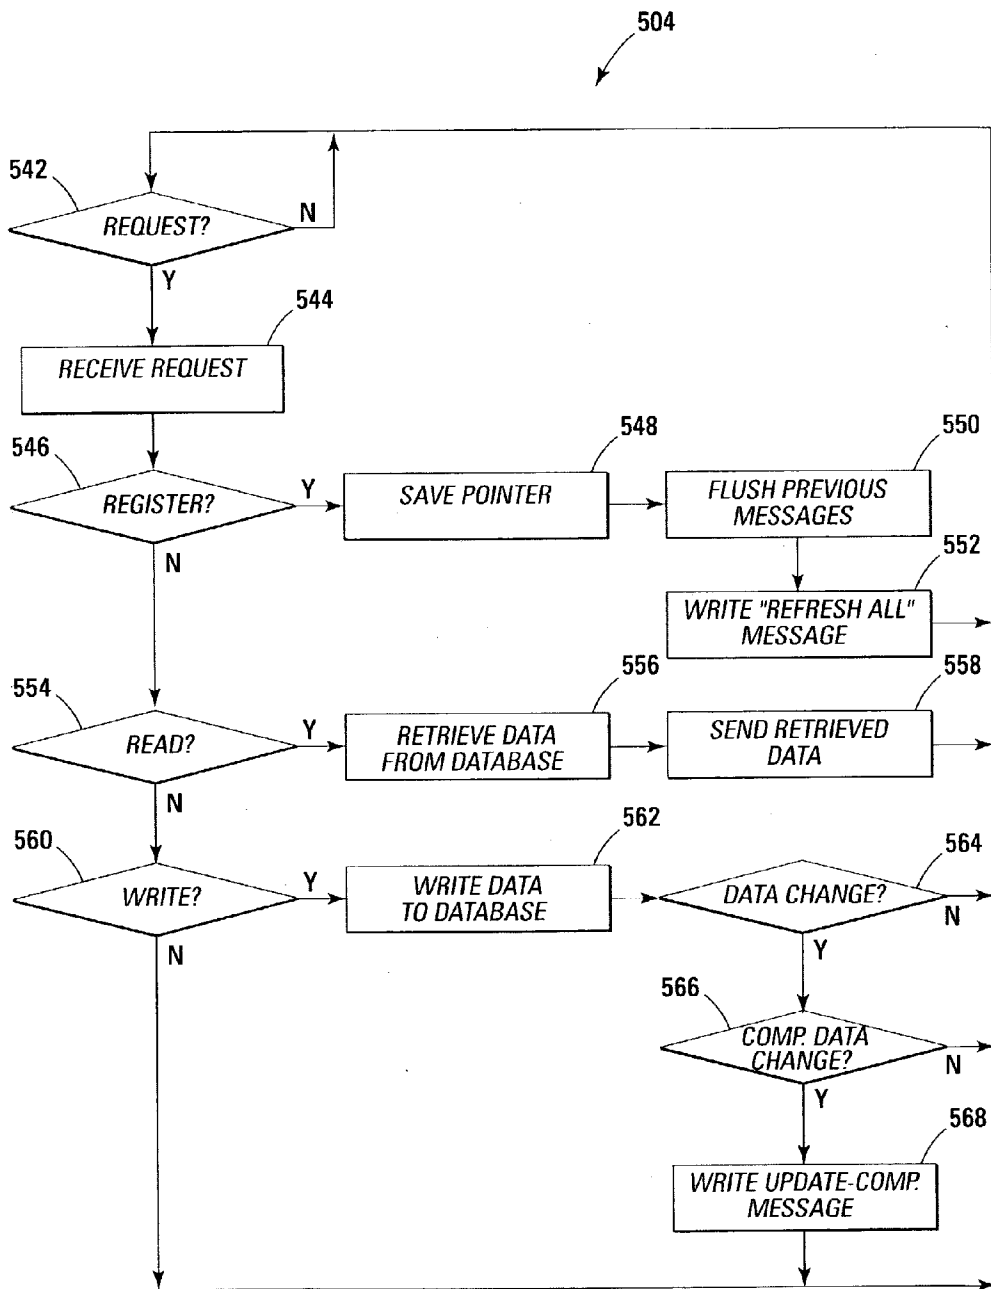 504
542
REQUEST?
N
Y
544
RECEIVE REQUEST
546
REGISTER?
Y
N
548
SAVE POINTER
550
FLUSH PREVIOUS
MESSAGES
552
WRITE "REFRESH ALL"
MESSAGE
554
READ?
Y
N
556
RETRIEVE DATA
FROM DATABASE
558
SEND RETRIEVED
DATA
560
WRITE?
Y
N
562
WRITE DATA
TO DATABASE
564
DATA CHANGE?
N
Y
566
COMP. DATA
CHANGE?
N
Y
568
WRITE UPDATE-COMP.
MESSAGE